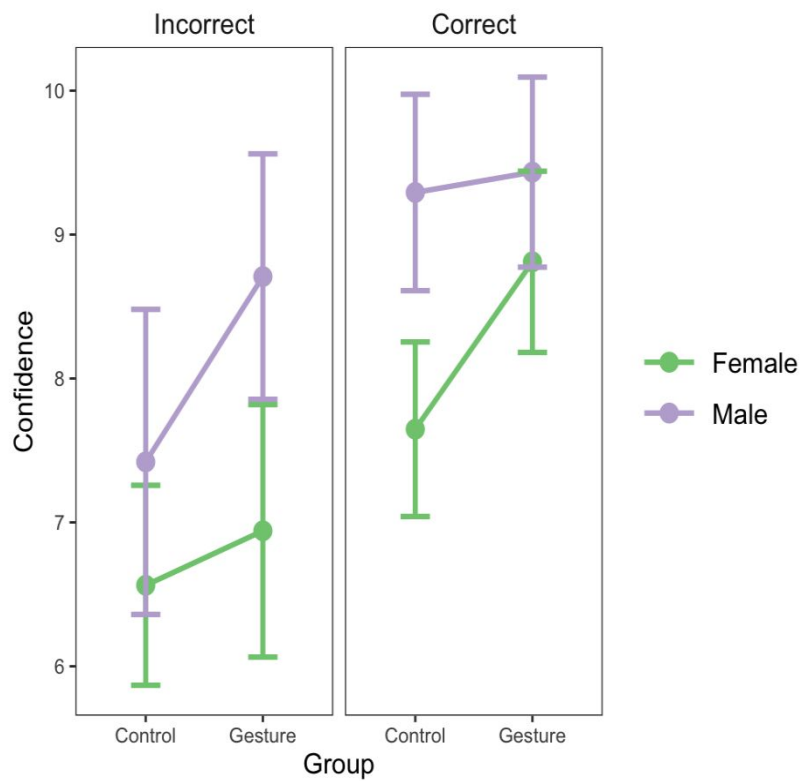 Incorrect
Correct
Confidence
10
9
8
7
6
Control
Gesture
Control
Gesture
Group
Female
Male